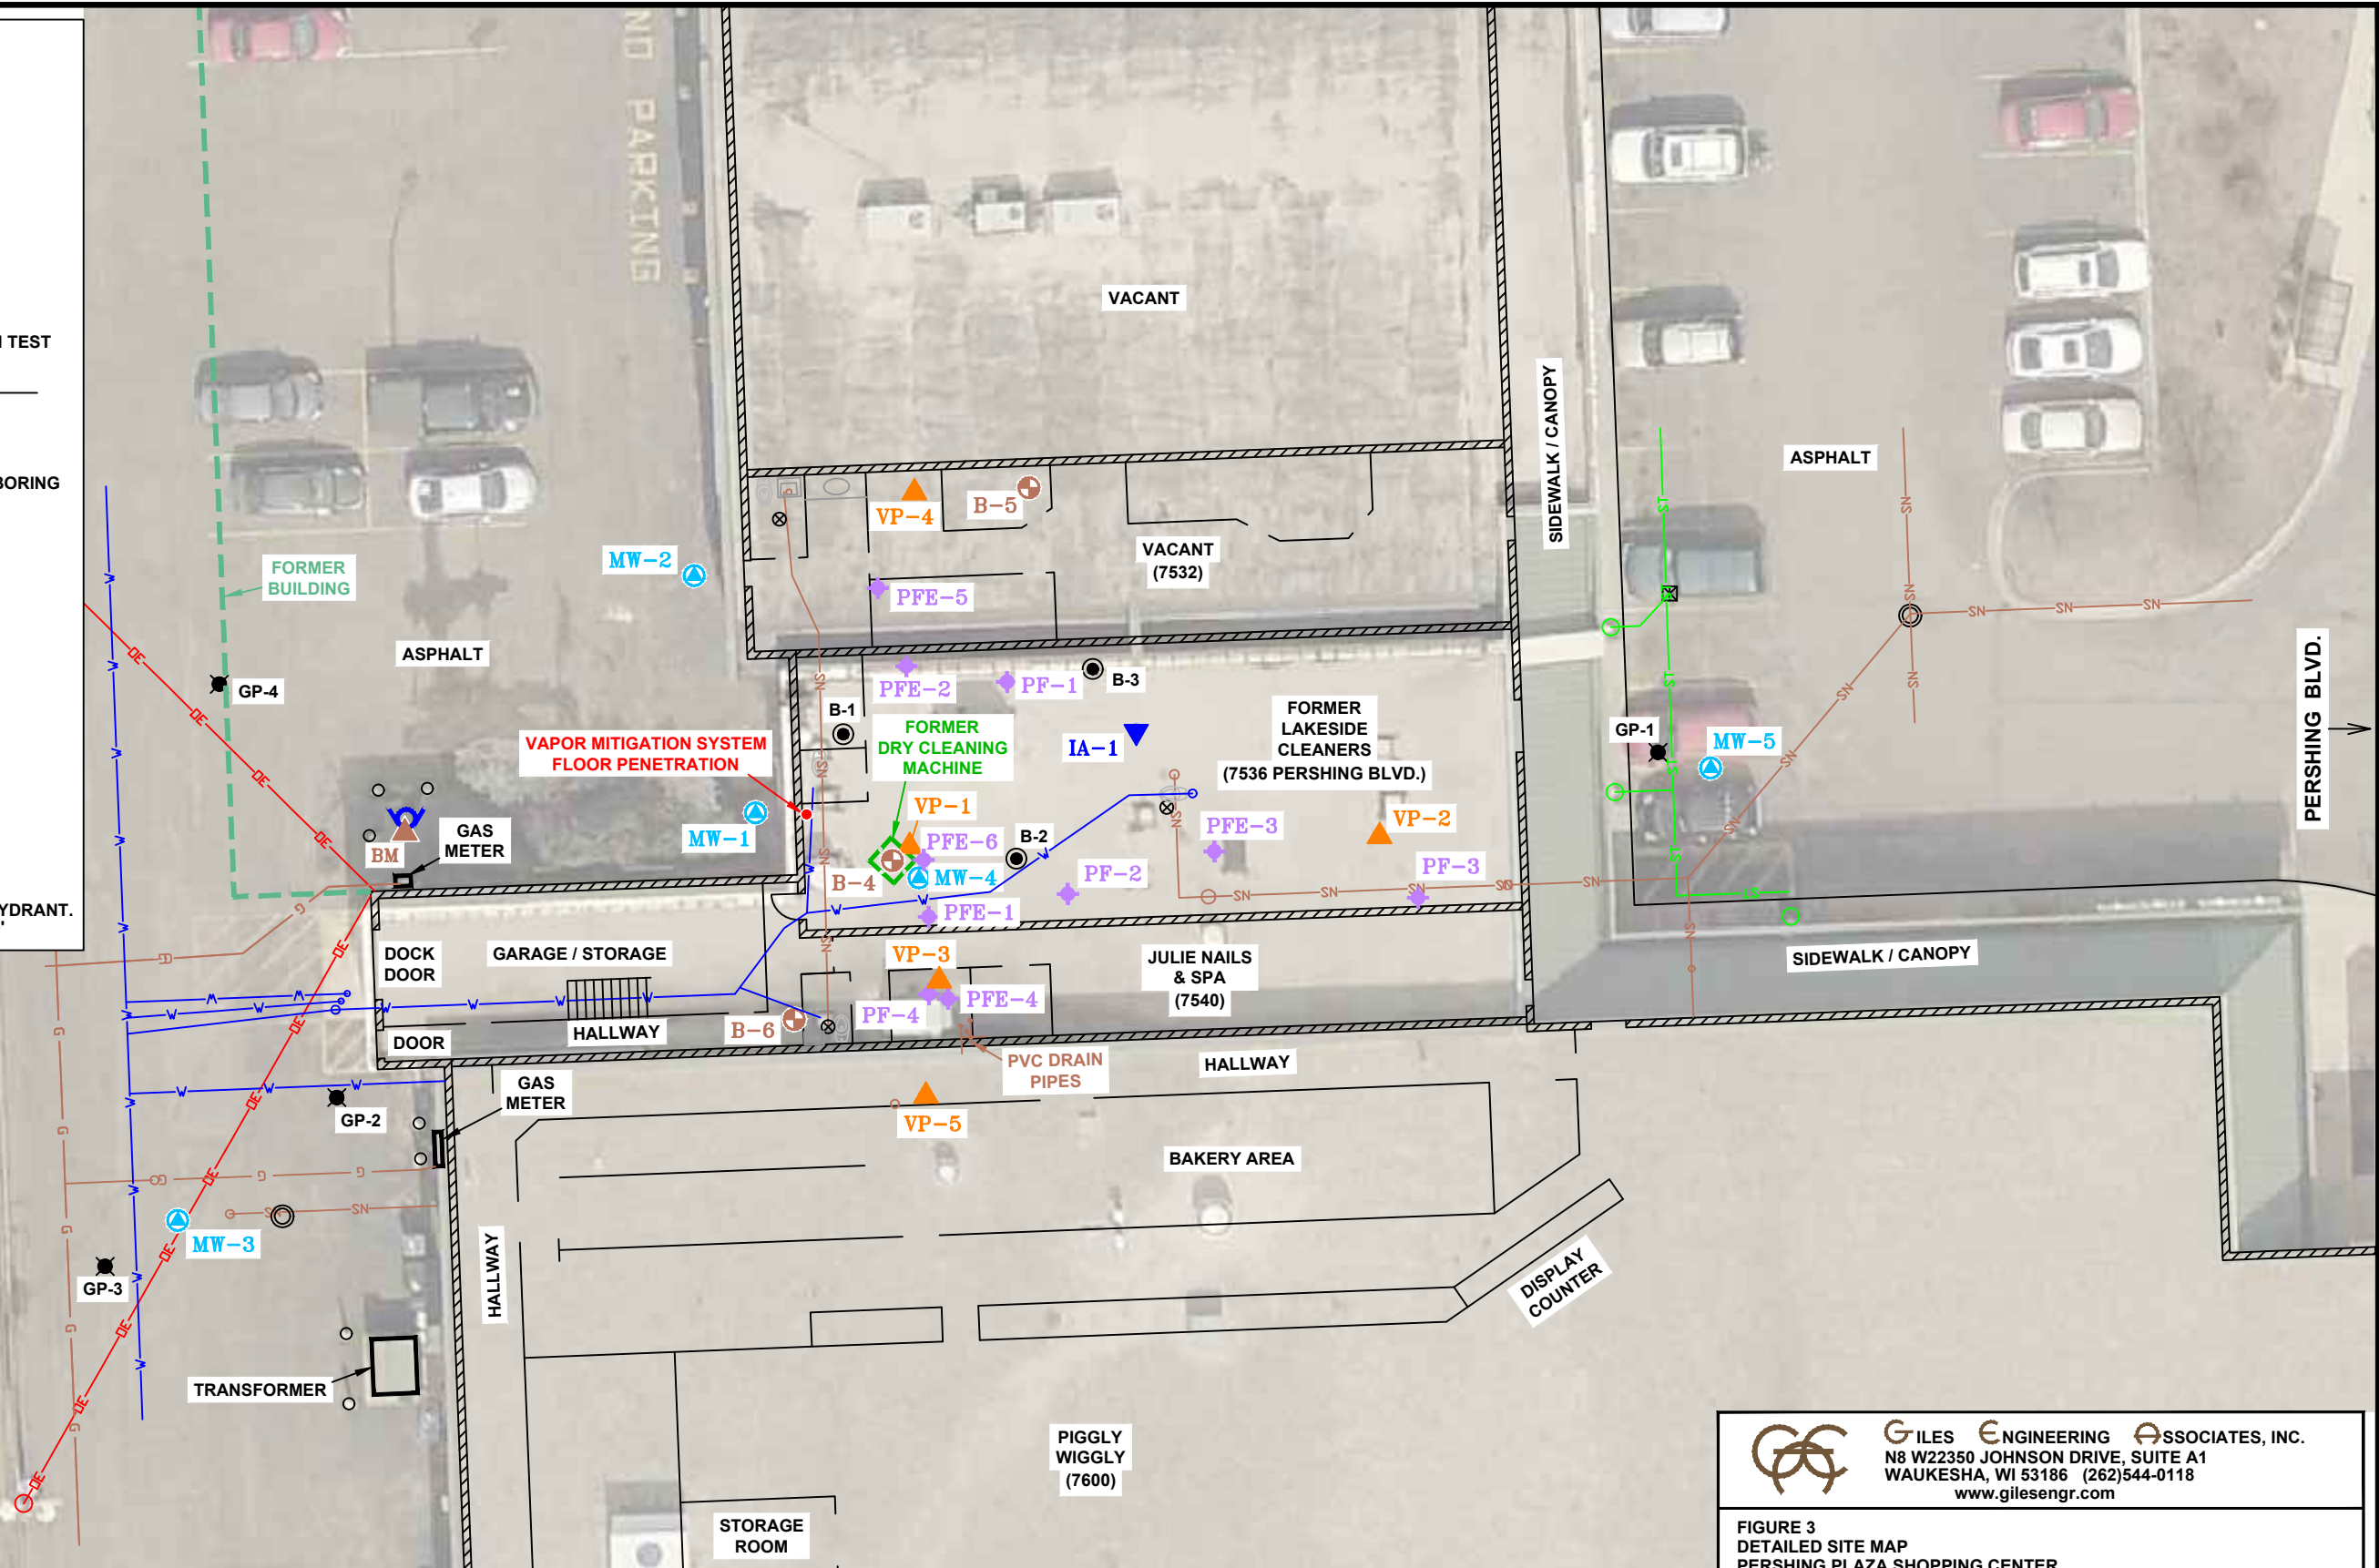 NO PARKING
TEST
BORING
YDRANT.
VACANT
SIDEWALK / CANOPY
ASPHALT
VP-4
B-5
VACANT
(7532)
MW-2
FORMER
BUILDING
PFE-5
ASPHALT
GP-4
PFE-2
PF-1
B-3
B-1
FORMER
DRY CLEANING
MACHINE
IA-1
FORMER
LAKESIDE
CLEANERS
(7536 PERSHING BLVD.)
GP-1
MW-5
PERSHING BLVD.
VAPOR MITIGATION SYSTEM
FLOOR PENETRATION
MW-1
VP-1
PFE-6
B-2
PFE-3
VP-2
BM
GAS
METER
B-4
MW-4
PF-2
PF-3
PFE-1
DOCK
DOOR
GARAGE / STORAGE
VP-3
JULIE NAILS
& SPA
(7540)
SIDEWALK / CANOPY
PF-4
PFE-4
DOOR
HALLWAY
B-6
PVC DRAIN
PIPES
HALLWAY
GP-2
GAS
METER
VP-5
BAKERY AREA
MW-3
GP-3
HALLWAY
DISPLAY
COUNTER
TRANSFORMER
PIGGLY
WIGGLY
(7600)
STORAGE
ROOM
GILES ENGINEERING ASSOCIATES, INC.
N8 W22350 JOHNSON DRIVE, SUITE A1
WAUKESHA, WI 53186 (262)544-0118
www.gilesengr.com
FIGURE 3
DETAILED SITE MAP
PERSHING PLAZA SHOPPING CENTER